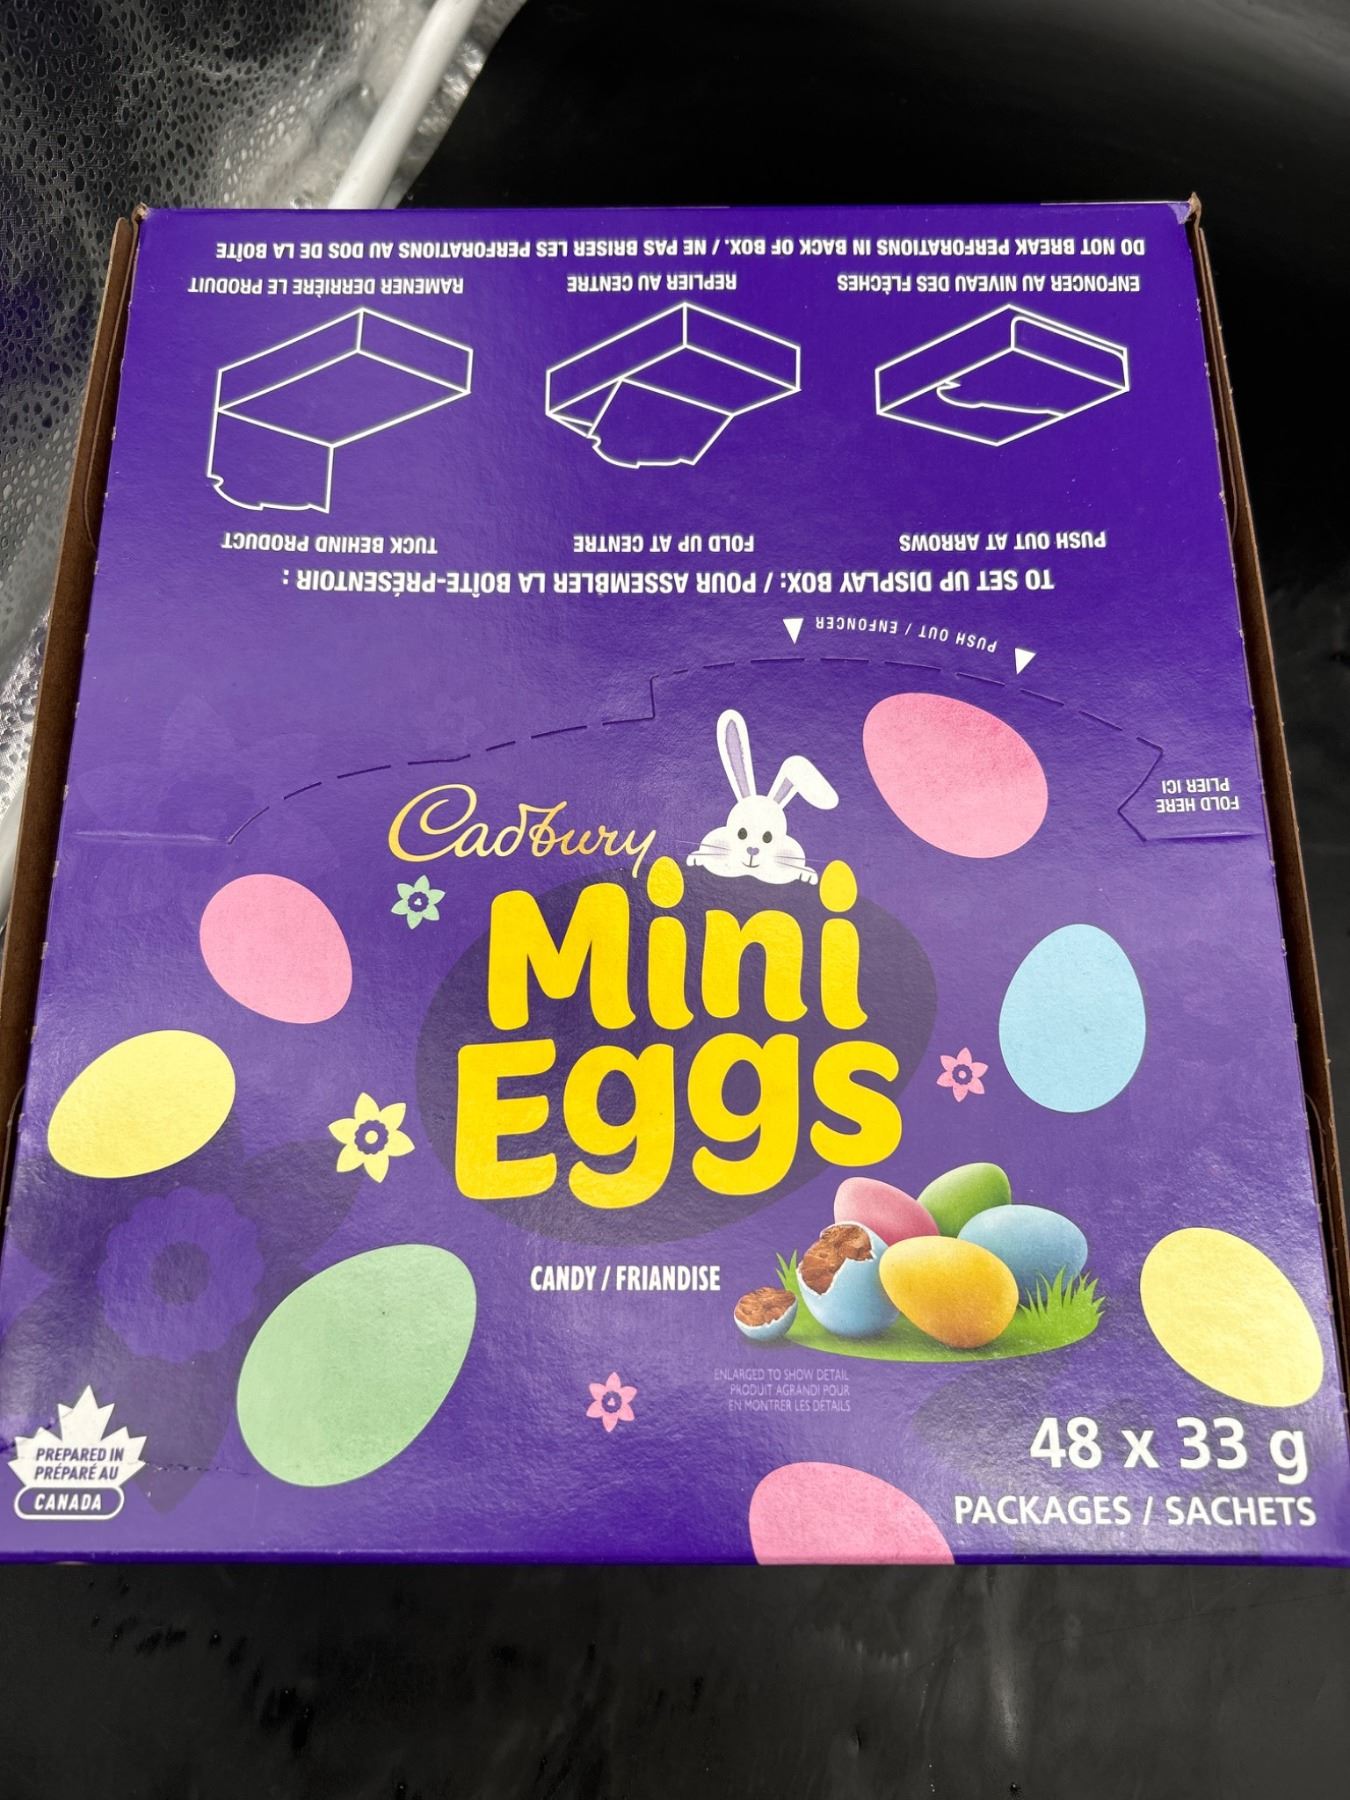 DO NOT BREAK PERFORATIONS IN BACK OF BOX. / NE PAS BRISER LES PERFORATIONS AU DOS DE LA BOÎTE
ENFONCER AU NIVEAU DES FLÈCHES
REPLIER AU CENTRE
RAMENER DERRIÈRE LE PRODUIT
PUSH OUT AT ARROWS
FOLD UP AT CENTRE
TUCK BEHIND PRODUCT
TO SET UP DISPLAY BOX: / POUR ASSEMBLER LA BOÎTE-PRÉSENTOIR :
PUSH OUT / ENFONCER
FOLD HERE
PLIER ICI
Cadbury
Mini
Eggs
CANDY / FRIANDISE
ENLARGED TO SHOW DETAIL
PRODUIT AGRANDI POUR
EN MONTRER LES DÉTAILS
PREPARED IN
PRÉPARÉ AU
CANADA
48 x 33 g
PACKAGES / SACHETS